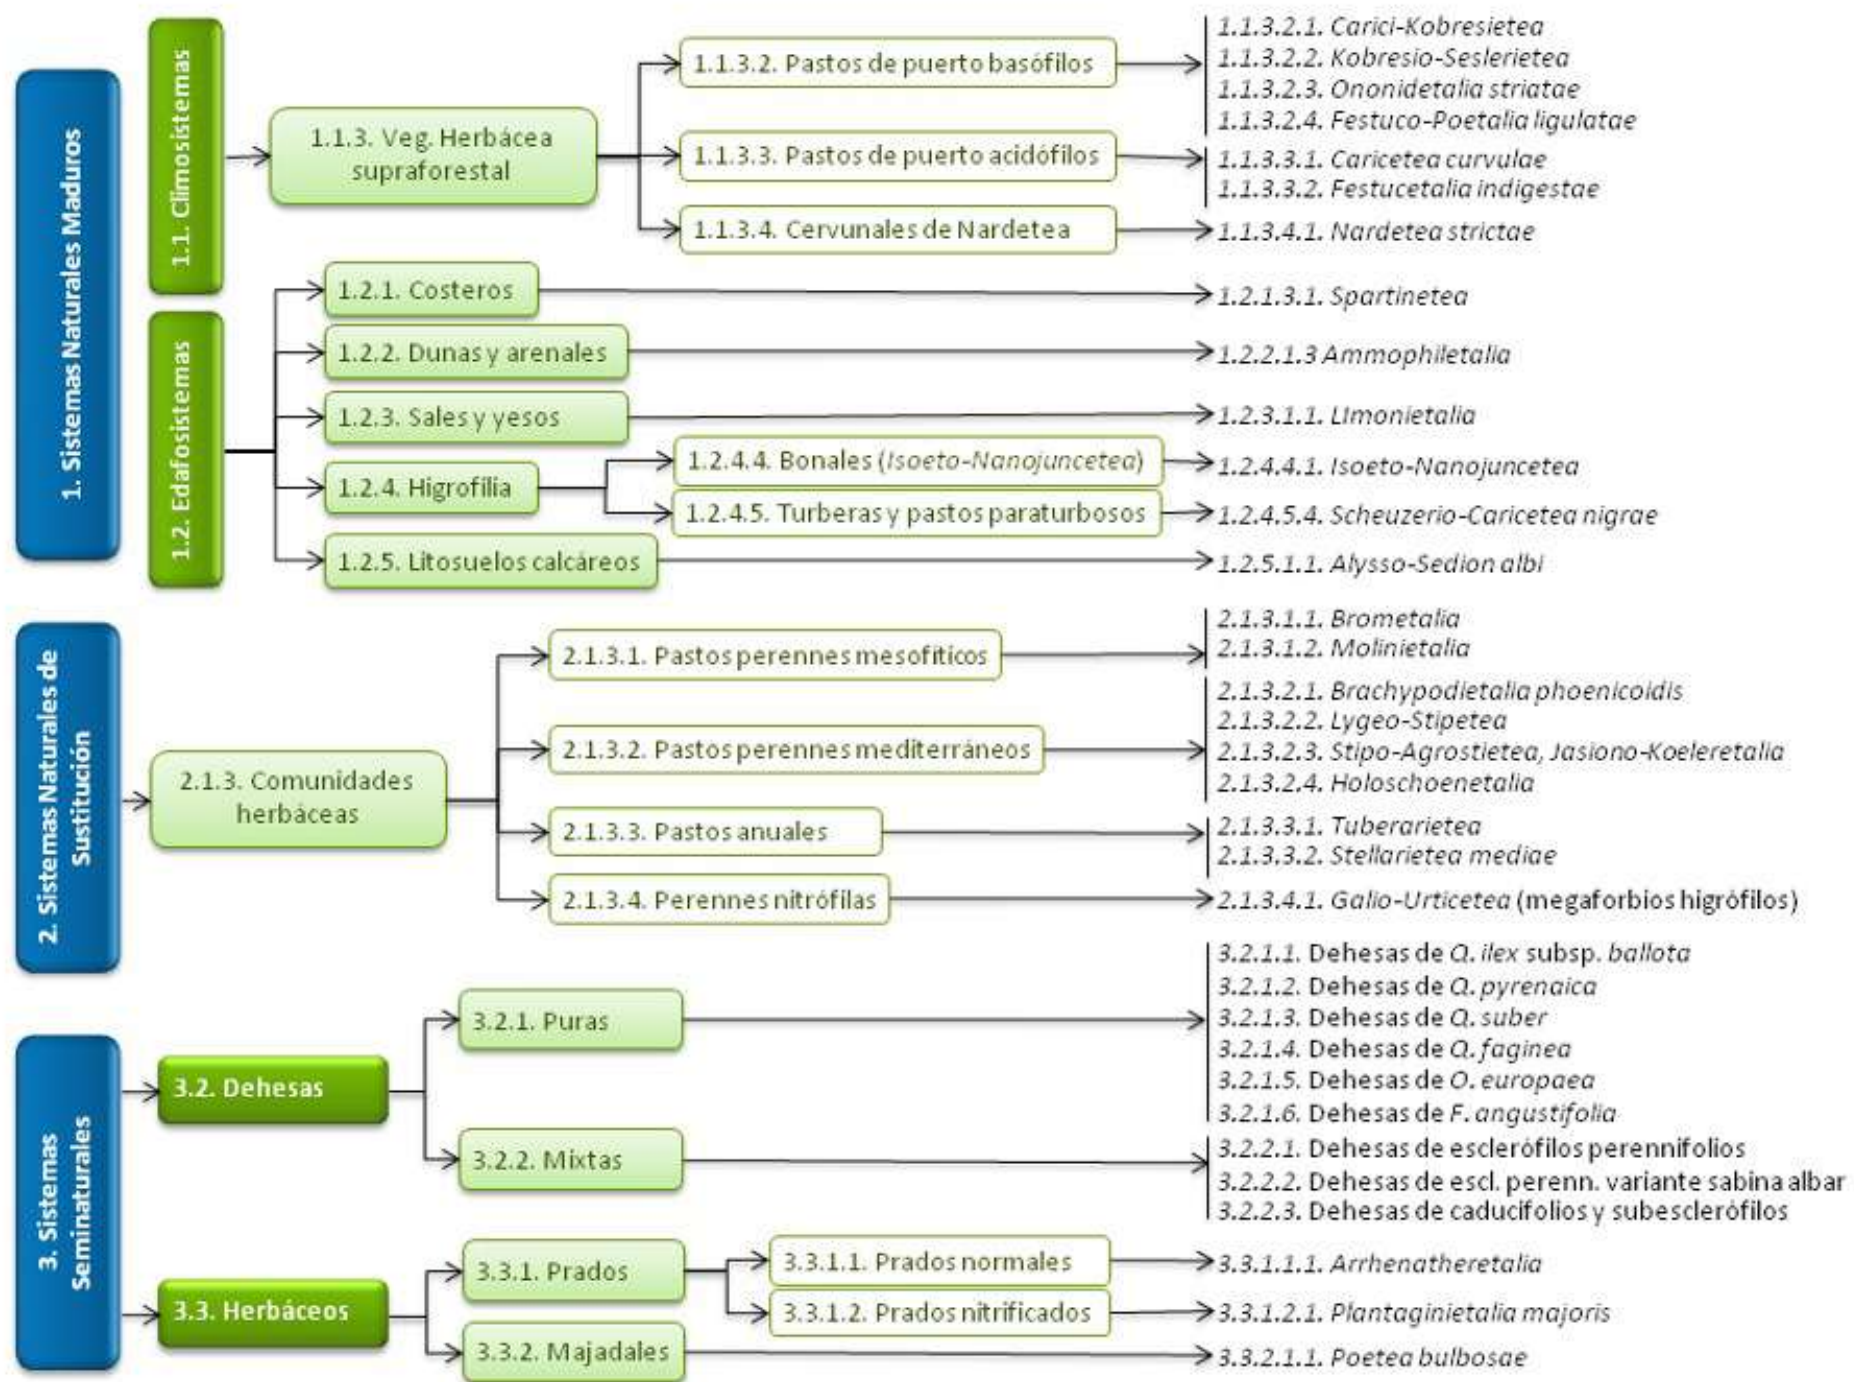 1. Sistemas Naturales Maduros
1.1. Climosistemas
1.1.3. Veg. Herbácea
supraforestal
1.1.3.2. Pastos de puerto basófilos
1.1.3.2.1. Carici-Kobresietea
1.1.3.2.2. Kobresio-Seslerietea
1.1.3.2.3. Ononidetalia striatae
1.1.3.2.4. Festuco-Poetalia ligulatae
1.1.3.3. Pastos de puerto acidófilos
1.1.3.3.1. Caricetea curvulae
1.1.3.3.2. Festucetalia indigestae
1.1.3.4. Cervunales de Nardetea
1.1.3.4.1. Nardetea strictae
1.2. Edafosistemas
1.2.1. Costeros
1.2.1.3.1. Spartinetea
1.2.2. Dunas y arenales
1.2.2.1.3 Ammophiletalia
1.2.3. Sales y yesos
1.2.3.1.1. LImonietalia
1.2.4. Higrofilia
1.2.4.4. Bonales (Isoeto-Nanojuncetea)
1.2.4.4.1. Isoeto-Nanojuncetea
1.2.4.5. Turberas y pastos paraturbosos
1.2.4.5.4. Scheuzerio-Caricetea nigrae
1.2.5. Litosuelos calcáreos
1.2.5.1.1. Alysso-Sedion albi
2. Sistemas Naturales de
Sustitución
2.1.3. Comunidades
herbáceas
2.1.3.1. Pastos perennes mesofíticos
2.1.3.1.1. Brometalia
2.1.3.1.2. Molinietalia
2.1.3.2. Pastos perennes mediterráneos
2.1.3.2.1. Brachypodietalia phoenicoidis
2.1.3.2.2. Lygeo-Stipetea
2.1.3.2.3. Stipo-Agrostietea, Jasiono-Koeleretalia
2.1.3.2.4. Holoschoenetalia
2.1.3.3. Pastos anuales
2.1.3.3.1. Tuberarietea
2.1.3.3.2. Stellarietea mediae
2.1.3.4. Perennes nitrófilas
2.1.3.4.1. Galio-Urticetea (megaforbios higrófilos)
3. Sistemas
Seminaturales
3.2. Dehesas
3.2.1. Puras
3.2.1.1. Dehesas de Q. ilex subsp. ballota
3.2.1.2. Dehesas de Q. pyrenaica
3.2.1.3. Dehesas de Q. suber
3.2.1.4. Dehesas de Q. faginea
3.2.1.5. Dehesas de O. europaea
3.2.1.6. Dehesas de F. angustifolia
3.2.2. Mixtas
3.2.2.1. Dehesas de esclerófilos perennifolios
3.2.2.2. Dehesas de escl. perenn. variante sabina albar
3.2.2.3. Dehesas de caducifolios y subesclerófilos
3.3. Herbáceos
3.3.1. Prados
3.3.1.1. Prados normales
3.3.1.1.1. Arrhenatheretalia
3.3.1.2. Prados nitrificados
3.3.1.2.1. Plantaginietalia majoris
3.3.2. Majadales
3.3.2.1.1. Poetea bulbosae